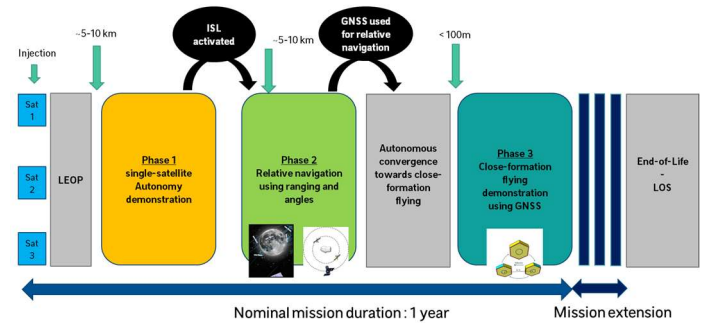 Injection
~5-10 km
ISL
activated
~5-10 km
GNSS used
for relative
navigation
< 100m
Sat
1
Sat
2
Sat
3
LEOP
Phase 1
single-satellite
Autonomy
demonstration
Phase 2
Relative navigation
using ranging and
angles
Autonomous
convergence
towards close-
formation
flying
Phase 3
Close-formation
flying
demonstration
using GNSS
End-of-Life
-
LOS
Nominal mission duration : 1 year
Mission extension